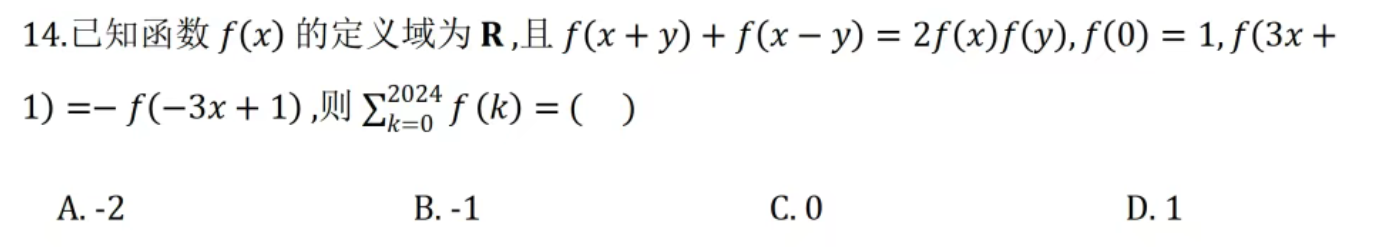 14.已知函数 f(x) 的定义域为 R ,且 f(x + y) + f(x − y) = 2f(x)f(y), f(0) = 1, f(3x +
1) =− f(−3x + 1) ,则 ∑_{k=0}^{2024} f (k) = ( )
A. -2 B. -1 C. 0 D. 1